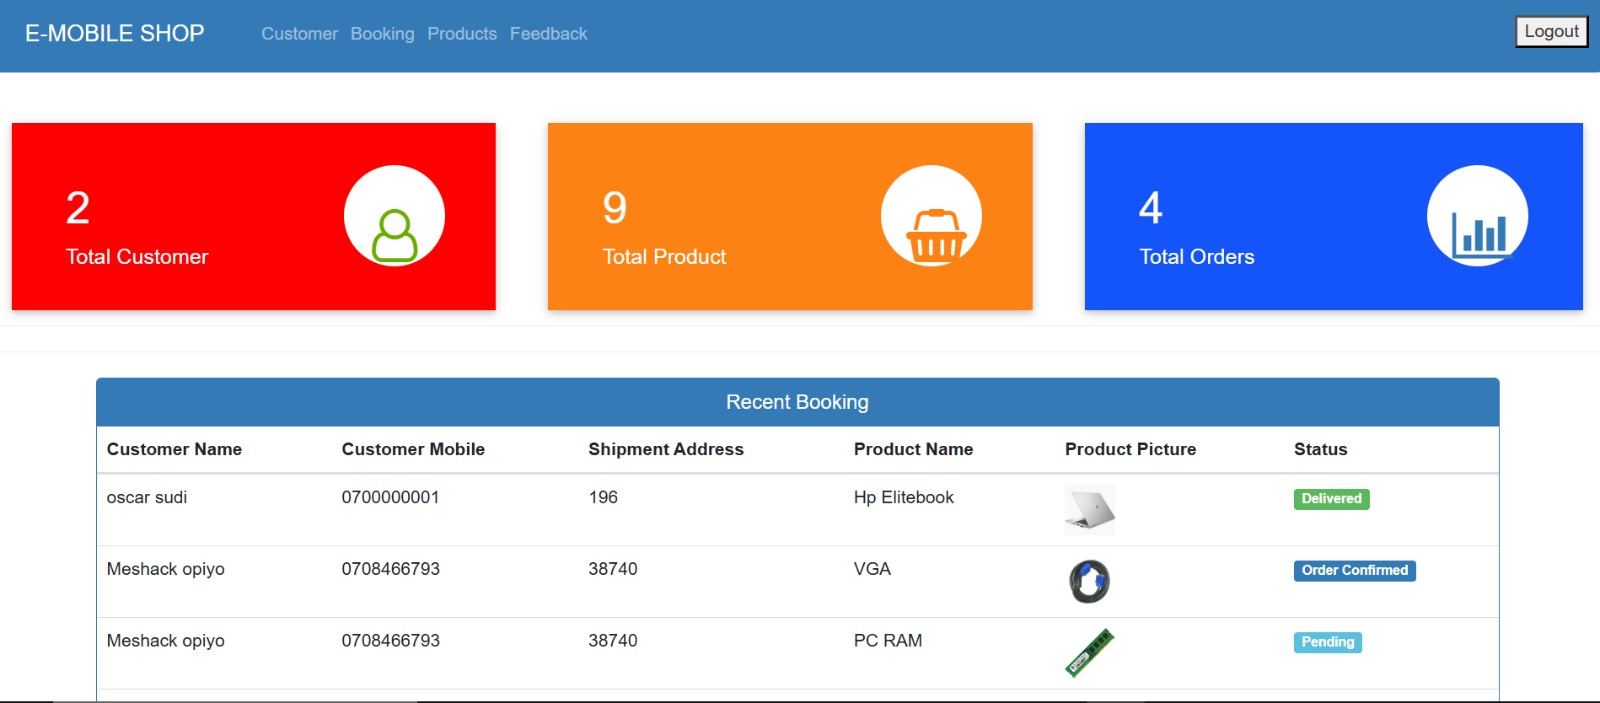 E-MOBILE SHOP Customer Booking Products Feedback Logout
2
Total Customer
9
Total Product
4
Total Orders
Recent Booking
Customer Name Customer Mobile Shipment Address Product Name Product Picture Status
oscar sudi 0700000001 196 Hp Elitebook Delivered
Meshack opiyo 0708466793 38740 VGA Order Confirmed
Meshack opiyo 0708466793 38740 PC RAM Pending